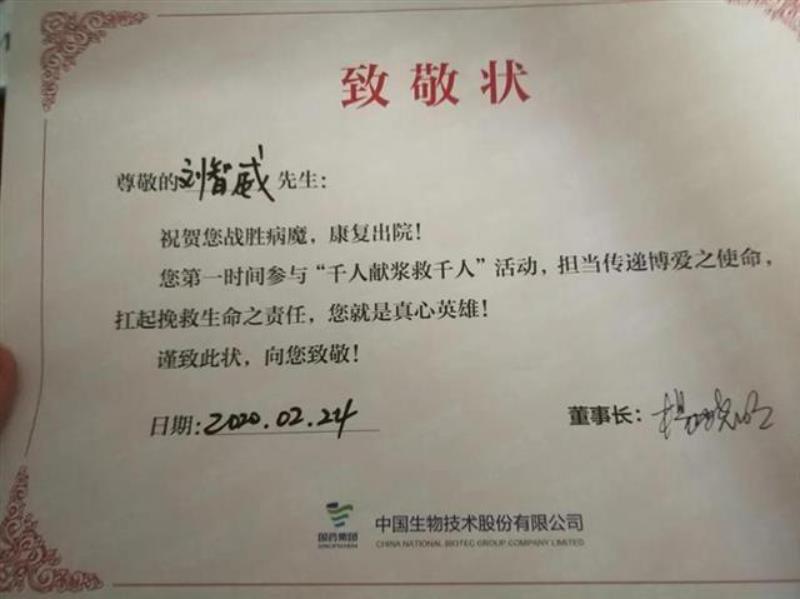 致敬状
尊敬的刘智威先生：
祝贺您战胜病魔，康复出院！
您第一时间参与“千人献浆救千人”活动，担当传递博爱之使命，
扛起挽救生命之责任，您就是真心英雄！
谨致此状，向您致敬！
日期:2020.02.24
董事长：杨晓明
国药集团
SINOPHARM
中国生物技术股份有限公司
CHINA NATIONAL BIOTEC GROUP COMPANY LIMITED